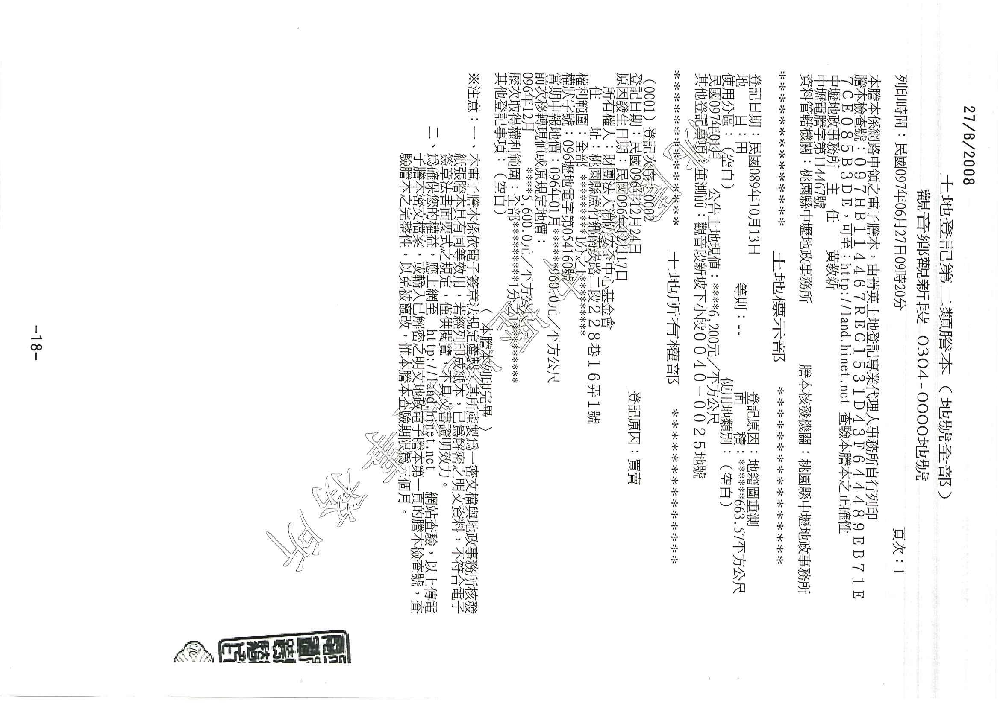 27/6/2008
土地登記第二類謄本（地號全部）
觀音鄉觀新段 0304-0000地號
列印時間：民國097年06月27日09時20分 頁次：1
本謄本係網路申領之電子謄本，由菁英土地登記專業代理人事務所自行列印
謄本檢查號：097HB114467REG1531D43F644489EB71E
7CE085B3DE，可至：http://land.hinet.net 查驗本謄本之正確性
中壢地政事務所 主 任 黃教新
中壢電謄字第114467號
資料管轄機關：桃園縣中壢地政事務所 謄本核發機關：桃園縣中壢地政事務所
**************** 土地標示部 *******************
登記日期：民國089年10月13日 登記原因：地籍圖重測
地 目：田 等則：-- 面 積：******663.57平方公尺
使用分區：（空白） 使用地類別：（空白）
民國097年01月 公告土地現值：****6,200元／平方公尺
其他登記事項：重測前：觀音段新坡下小段0040-0025地號
**************** 土地所有權部 *****************
（0001）登記次序：0002
登記日期：民國096年12月24日 登記原因：買賣
原因發生日期：民國096年12月17日
所有權人：財團法人消防安全中心基金會
住 址：桃園縣蘆竹鄉南崁路二段228巷16弄1號
權利範圍：全部 *********1分之1*********
權狀字號：096壢地電字第054160號
當期申報地價：096年01月******960.0元／平方公尺
前次移轉現值或原規定地價：
096年12月 ****5,600.0元／平方公尺
歷次取得權利範圍：全部*********1分之1*********
其他登記事項：（空白）
〈 本謄本列印完畢 〉
※注意：一、本電子謄本係依電子簽章法規定產製，其所產製為一密文檔與地政事務所核發
紙張謄本具有同等效用，若經列印成紙本，已為解密之明文資料，不符合電子
簽章法書面要式之規定，僅供閱覽，不具文書證明效力。
二、為確保您的權益，應上網至 http://land.hinet.net 網站查驗，以上傳電
子謄本密文檔案，或輸入已解密之明文地政電子謄本第一頁的謄本檢查號，查
驗謄本之完整性，以免被竄改，惟本謄本查驗期限為三個月。
7C
-18-